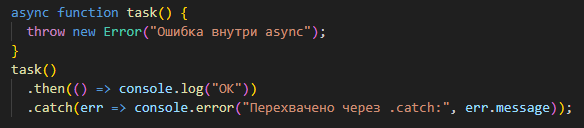 async function task() {
  throw new Error("Ошибка внутри async");
}
task()
  .then(() => console.log("OK"))
  .catch(err => console.error("Перехвачено через .catch:", err.message));